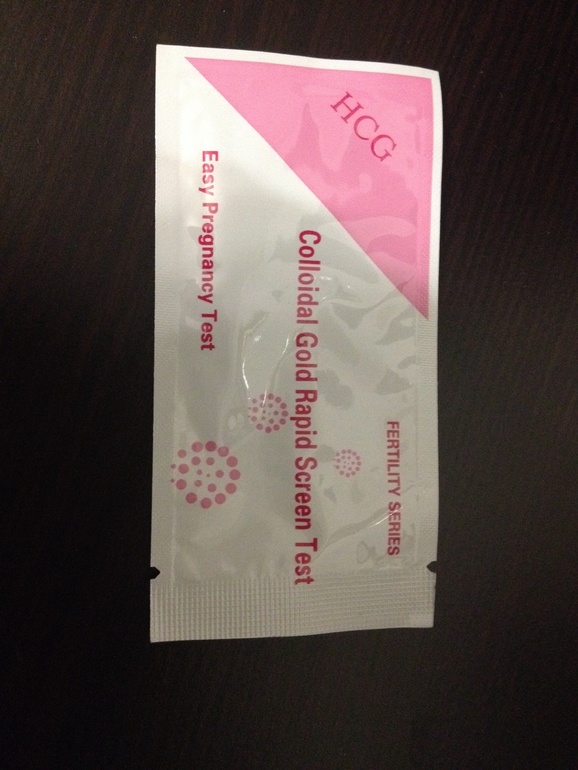 HCG
FERTILITY SERIES
Colloidal Gold Rapid Screen Test
Easy Pregnancy Test